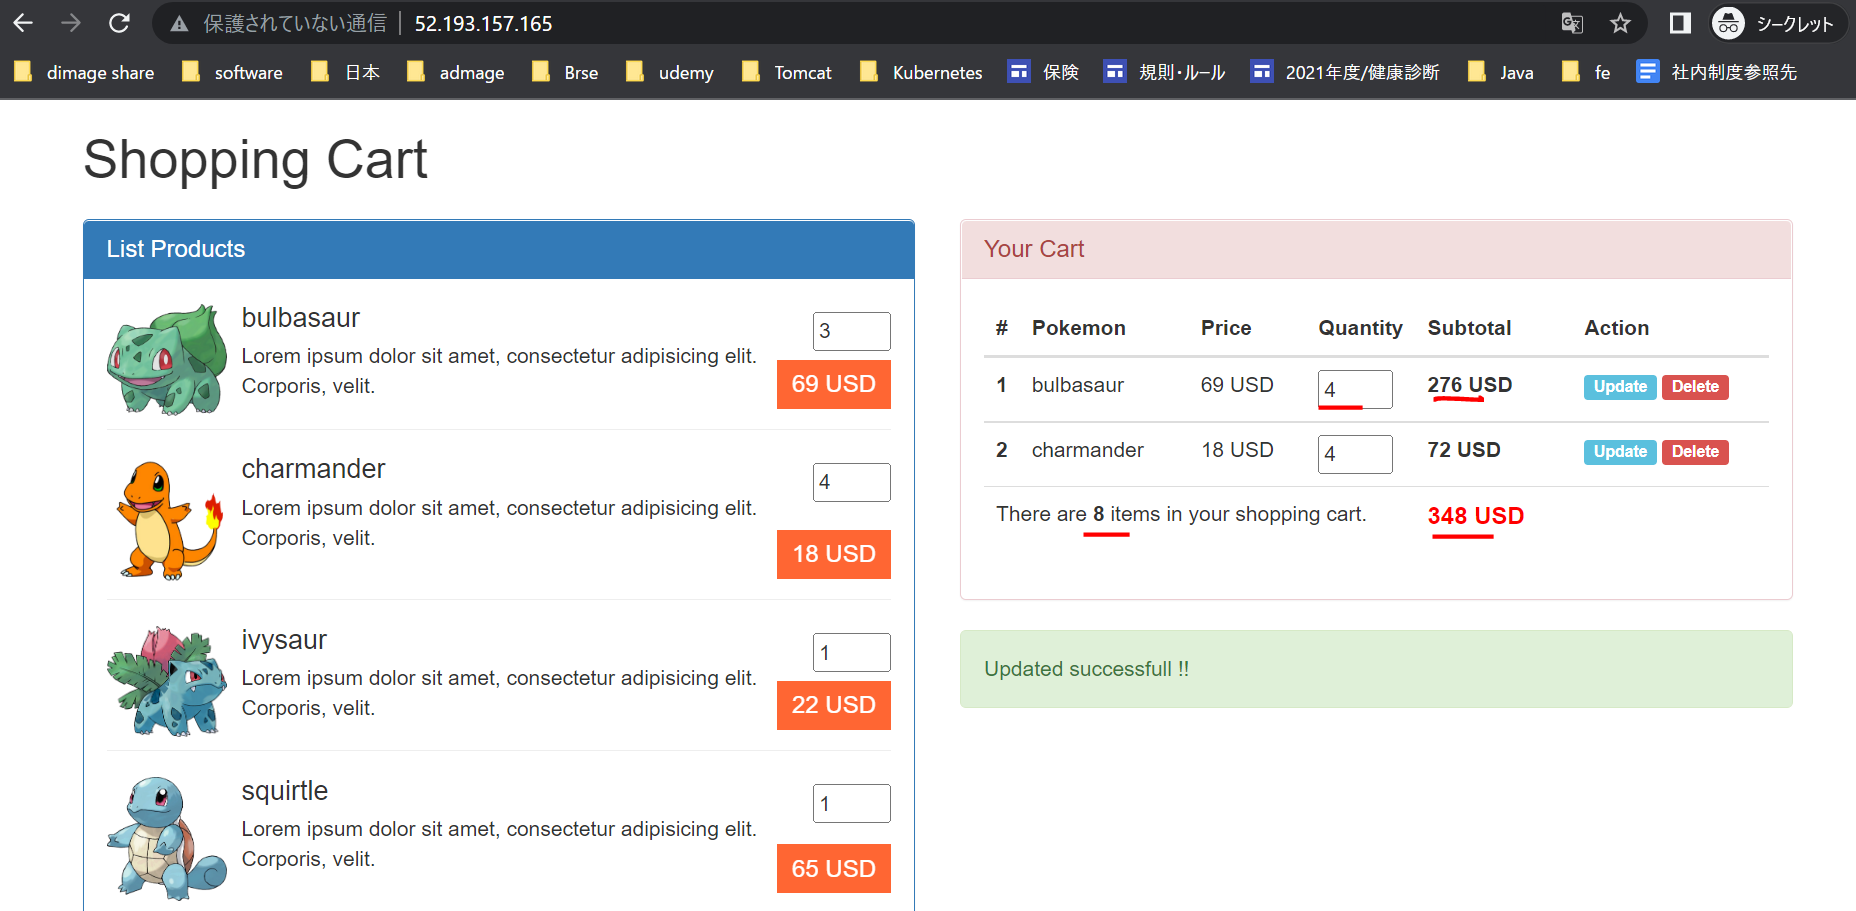 保護されていない通信 52.193.157.165 シークレット
dimage share software 日本 admage Brse udemy Tomcat Kubernetes 保険 規則・ルール 2021年度/健康診断 Java fe 社内制度参照先
Shopping Cart
List Products
bulbasaur
3
Lorem ipsum dolor sit amet, consectetur adipisicing elit.
Corporis, velit.
69 USD
charmander
4
Lorem ipsum dolor sit amet, consectetur adipisicing elit.
Corporis, velit.
18 USD
ivysaur
1
Lorem ipsum dolor sit amet, consectetur adipisicing elit.
Corporis, velit.
22 USD
squirtle
1
Lorem ipsum dolor sit amet, consectetur adipisicing elit.
Corporis, velit.
65 USD
Your Cart
# Pokemon Price Quantity Subtotal Action
1 bulbasaur 69 USD 4 276 USD Update Delete
2 charmander 18 USD 4 72 USD Update Delete
There are 8 items in your shopping cart. 348 USD
Updated successfull !!